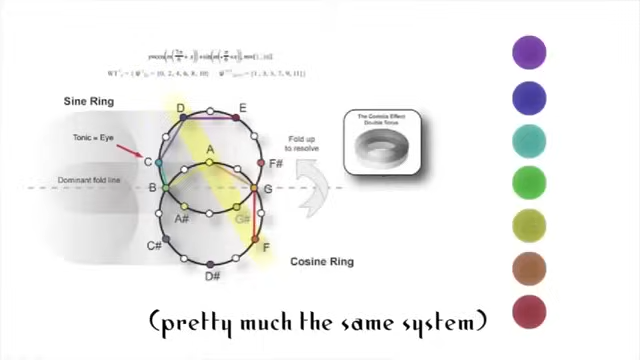 Sine Ring
D
E
The Cornica Effect
Double Torus
Tonic = Eye
Fold up
to resolve
C
A
F#
Dominant fold line
B
G
A#
G#
C#
F
D#
Cosine Ring
(pretty much the same system)